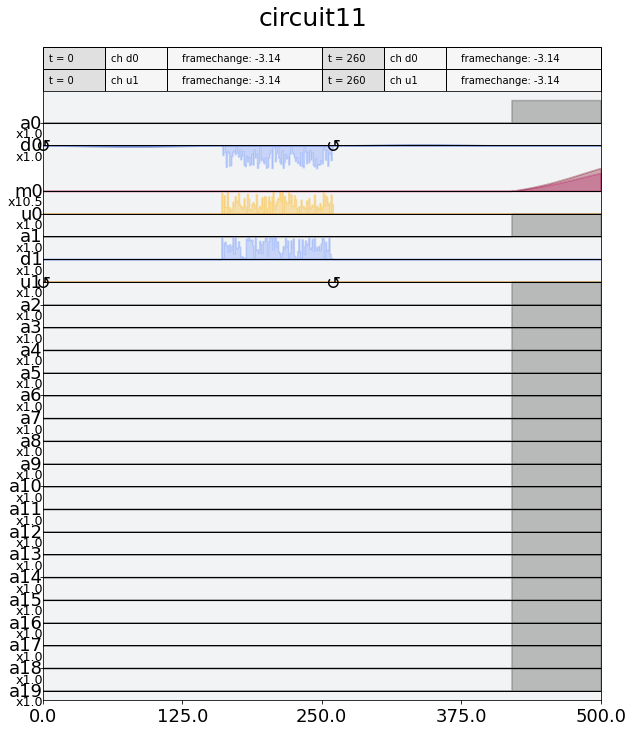 circuit11
t = 0 ch d0 framechange: -3.14 t = 260 ch d0 framechange: -3.14
t = 0 ch u1 framechange: -3.14 t = 260 ch u1 framechange: -3.14
a0
x1.0
d0
x1.0
m0
x10.5
u0
x1.0
a1
x1.0
d1
x1.0
u1
x1.0
a2
x1.0
a3
x1.0
a4
x1.0
a5
x1.0
a6
x1.0
a7
x1.0
a8
x1.0
a9
x1.0
a10
x1.0
a11
x1.0
a12
x1.0
a13
x1.0
a14
x1.0
a15
x1.0
a16
x1.0
a17
x1.0
a18
x1.0
a19
x1.0
0.0 125.0 250.0 375.0 500.0